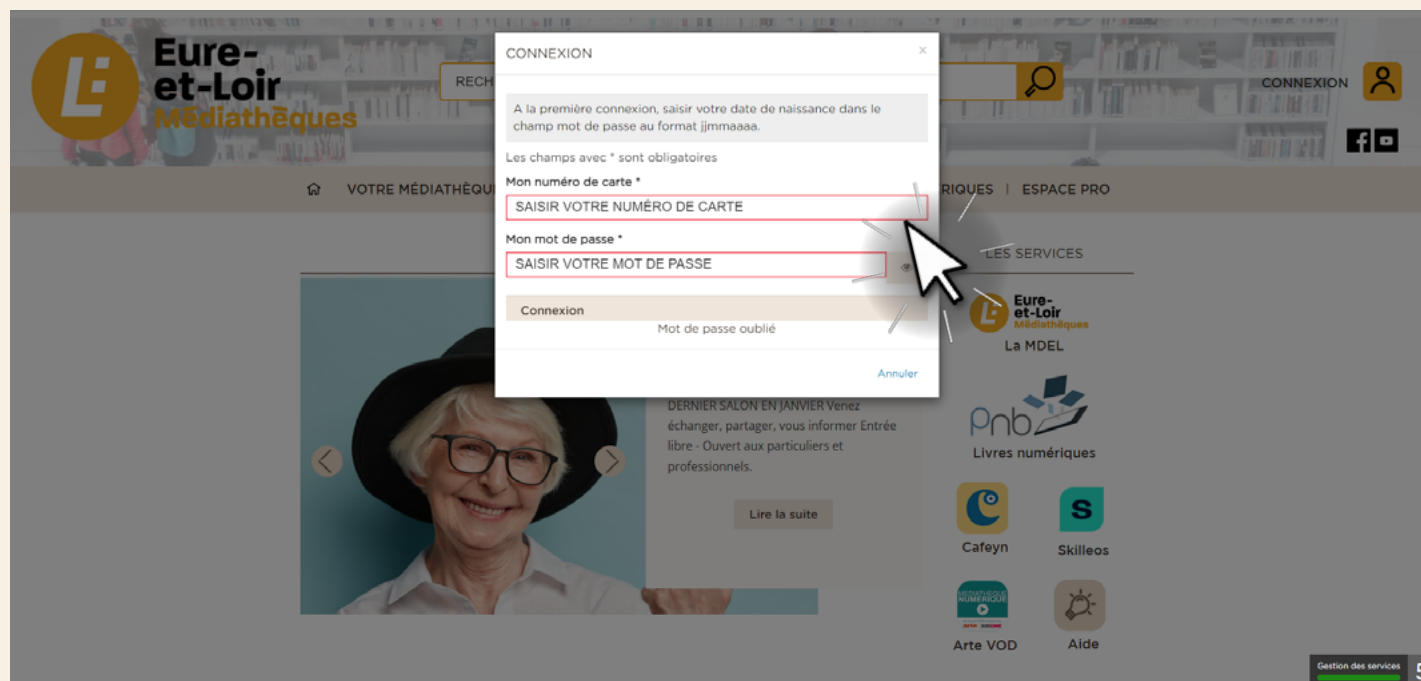 Eure-
et-Loir
Médiathèques
RECH
CONNEXION
CONNEXION
×
A la première connexion, saisir votre date de naissance dans le
champ mot de passe au format jjmmaaaa.
Les champs avec * sont obligatoires
Mon numéro de carte *
SAISIR VOTRE NUMÉRO DE CARTE
Mon mot de passe *
SAISIR VOTRE MOT DE PASSE
Connexion
Mot de passe oublié
Annuler
VOTRE MÉDIATHÈQU
RIQUES | ESPACE PRO
DERNIER SALON EN JANVIER Venez
échanger, partager, vous informer Entrée
libre - Ouvert aux particuliers et
professionnels.
Lire la suite
LES SERVICES
Eure-
et-Loir
Médiathèques
La MDEL
Pnb
Livres numériques
Cafeyn
S
Skilleos
MEDIATHEQUE
NUMERIQUE
Arte VOD
Aide
Gestion des services